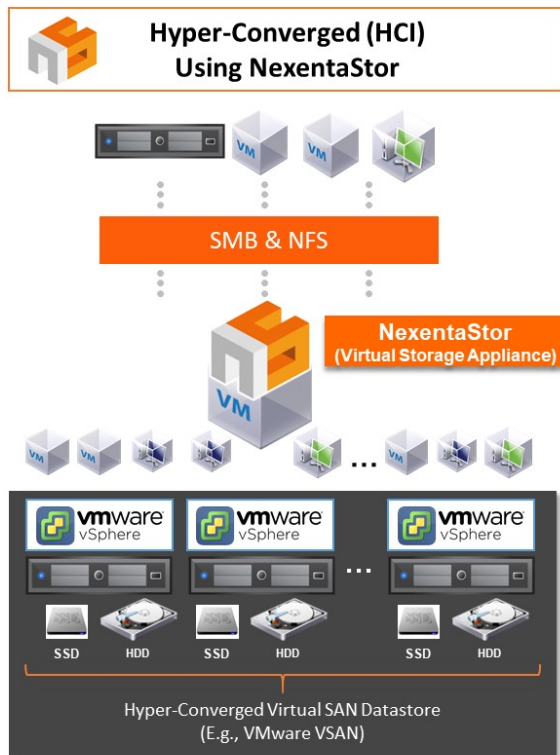 Hyper-Converged (HCI)
Using NexentaStor
VM
VM
SMB & NFS
NexentaStor
(Virtual Storage Appliance)
VM
VM
VM
...
VM
vmware®
vSphere
vmware®
vSphere
...
vmware®
vSphere
SSD
HDD
SSD
HDD
SSD
HDD
Hyper-Converged Virtual SAN Datastore
(E.g., VMware VSAN)